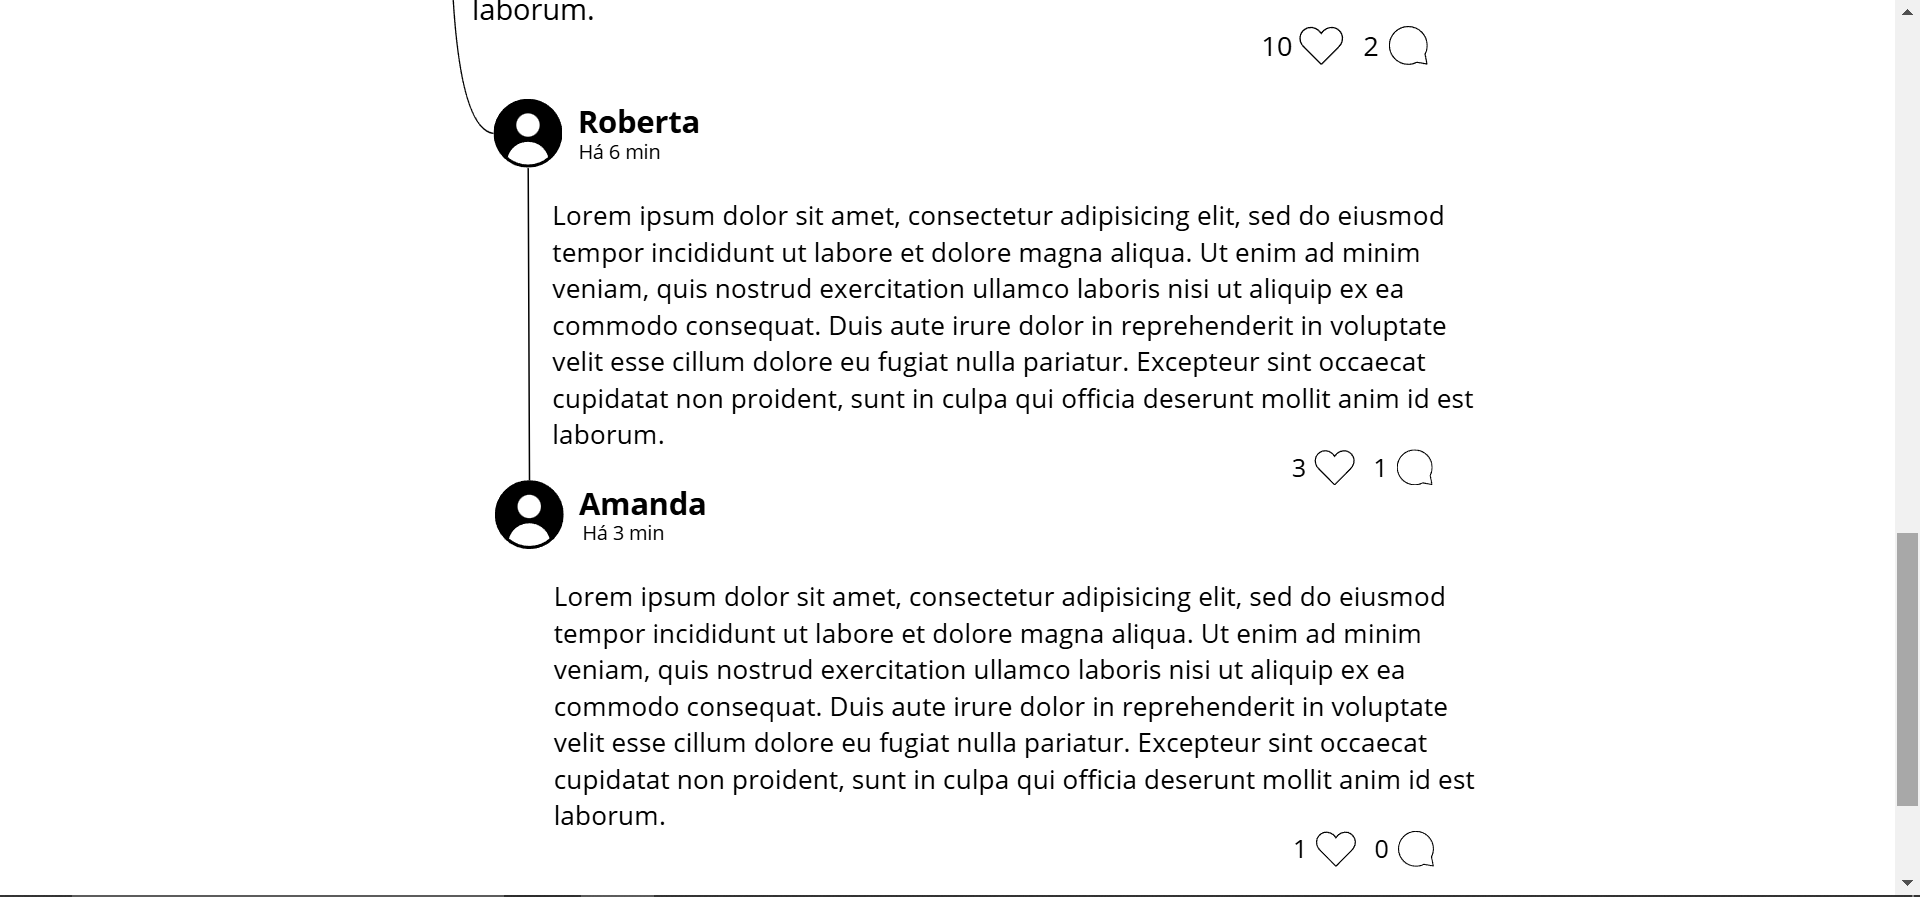 laborum.
10 2
Roberta
Há 6 min
Lorem ipsum dolor sit amet, consectetur adipisicing elit, sed do eiusmod
tempor incididunt ut labore et dolore magna aliqua. Ut enim ad minim
veniam, quis nostrud exercitation ullamco laboris nisi ut aliquip ex ea
commodo consequat. Duis aute irure dolor in reprehenderit in voluptate
velit esse cillum dolore eu fugiat nulla pariatur. Excepteur sint occaecat
cupidatat non proident, sunt in culpa qui officia deserunt mollit anim id est
laborum.
3 1
Amanda
Há 3 min
Lorem ipsum dolor sit amet, consectetur adipisicing elit, sed do eiusmod
tempor incididunt ut labore et dolore magna aliqua. Ut enim ad minim
veniam, quis nostrud exercitation ullamco laboris nisi ut aliquip ex ea
commodo consequat. Duis aute irure dolor in reprehenderit in voluptate
velit esse cillum dolore eu fugiat nulla pariatur. Excepteur sint occaecat
cupidatat non proident, sunt in culpa qui officia deserunt mollit anim id est
laborum.
1 0